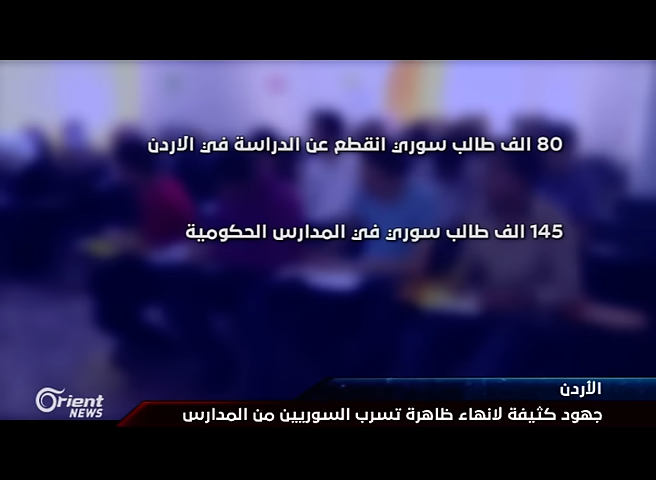 80 الف طالب سوري انقطع عن الدراسة في الاردن
145 الف طالب سوري في المدارس الحكومية
الأردن
جهود كثيفة لانهاء ظاهرة تسرب السوريين من المدارس
Orient
NEWS